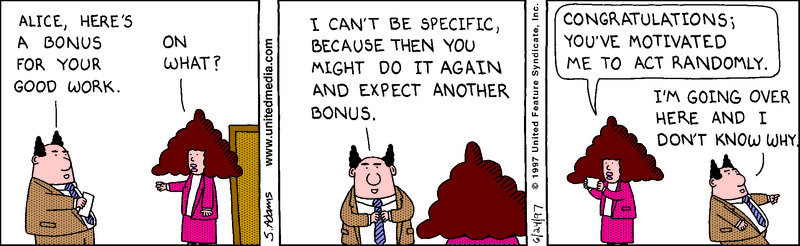 ALICE, HERE'S
A BONUS
FOR YOUR
GOOD WORK.
ON
WHAT?
S. Adams
www.unitedmedia.com
I CAN'T BE SPECIFIC,
BECAUSE THEN YOU
MIGHT DO IT AGAIN
AND EXPECT ANOTHER
BONUS.
6/24/97 © 1997 United Feature Syndicate, Inc.
CONGRATULATIONS;
YOU'VE MOTIVATED
ME TO ACT RANDOMLY.
I'M GOING OVER
HERE AND I
DON'T KNOW WHY.